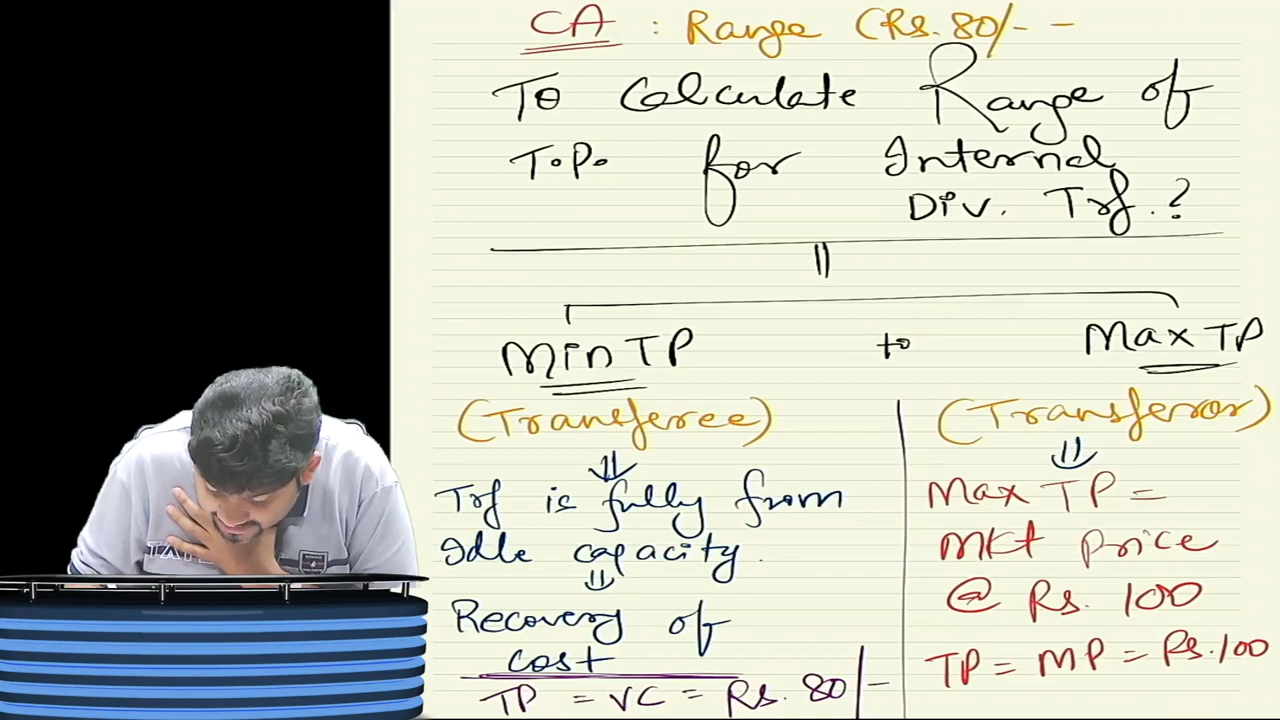 CA : Range (Rs. 80/- -
To Calculate Range of
T.P. for Internal
Div. Trf.?
Min TP to Max TP
(Transferee)
Trf is fully from
Idle capacity.
Recovery of
cost
TP = VC = Rs. 80/-
(Transferor)
Max TP =
Mkt Price
@ Rs. 100
TP = MP = Rs. 100